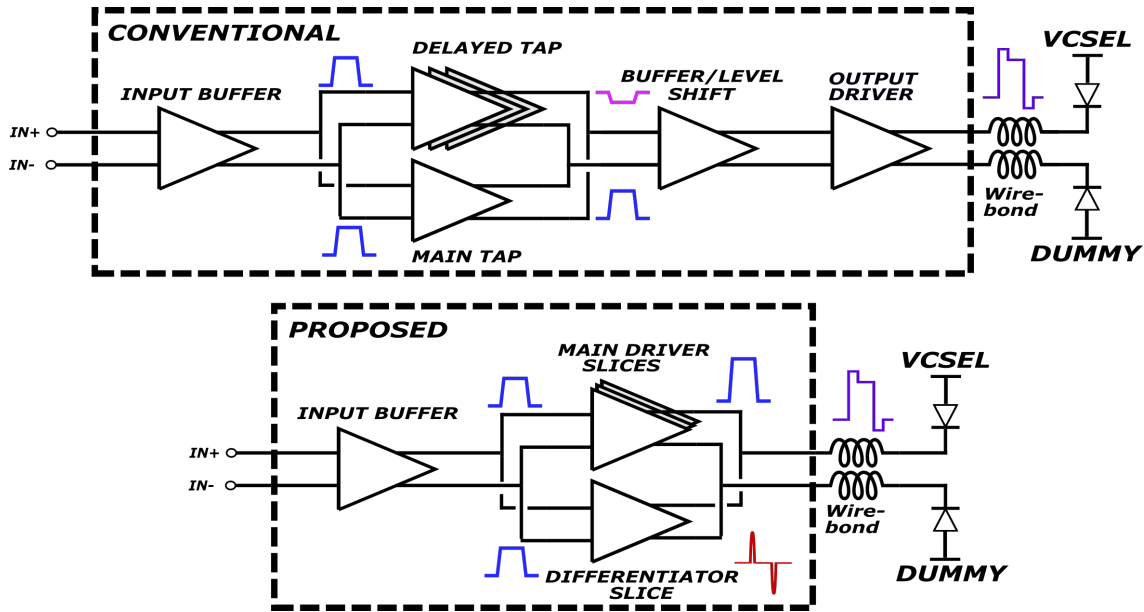 CONVENTIONAL
DELAYED TAP
INPUT BUFFER
BUFFER/LEVEL
SHIFT
OUTPUT
DRIVER
VCSEL
IN+
IN-
Wire-
bond
MAIN TAP
DUMMY
PROPOSED
MAIN DRIVER
SLICES
INPUT BUFFER
VCSEL
IN+
IN-
Wire-
bond
DIFFERENTIATOR
SLICE
DUMMY